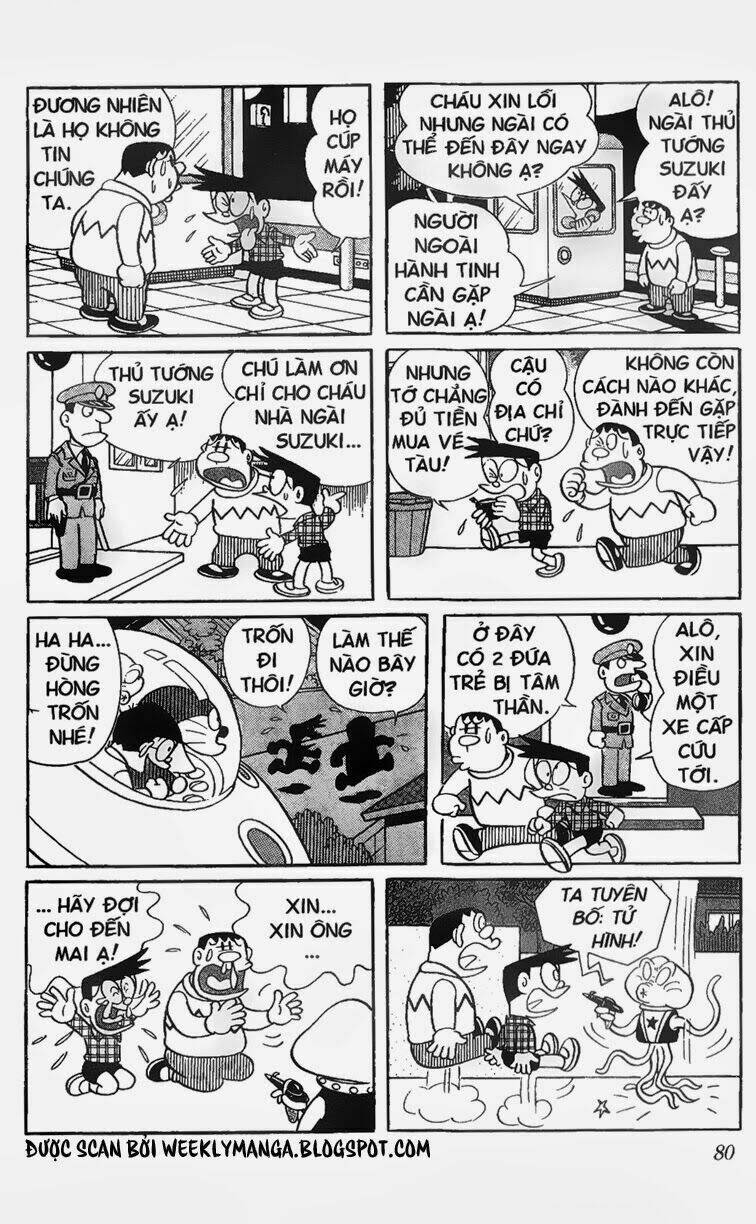 ALÔ!
NGÀI THỦ
TƯỚNG
SUZUKI
ĐẤY
Ạ?
CHÁU XIN LỖI
NHƯNG NGÀI CÓ
THỂ ĐẾN ĐÂY NGAY
KHÔNG Ạ?
NGƯỜI
NGOÀI
HÀNH TINH
CẦN GẶP
NGÀI Ạ!
HỌ
CÚP
MÁY
RỒI!
ĐƯƠNG NHIÊN
LÀ HỌ KHÔNG
TIN
CHÚNG
TA.
KHÔNG CÒN
CÁCH NÀO KHÁC,
ĐÀNH ĐẾN GẶP
TRỰC TIẾP
VẬY!
CẬU
CÓ
ĐỊA CHỈ
CHỨ?
NHƯNG
TỚ CHẲNG
ĐỦ TIỀN
MUA VÉ
TÀU!
CHÚ LÀM ƠN
CHỈ CHO CHÁU
NHÀ NGÀI
SUZUKI...
THỦ TƯỚNG
SUZUKI
ẤY Ạ!
ALÔ,
XIN
ĐIỀU
MỘT
XE CẤP
CỨU
TỚI.
Ở ĐÂY
CÓ 2 ĐỨA
TRẺ BỊ TÂM
THẦN.
LÀM THẾ
NÀO BÂY
GIỜ?
TRỐN
ĐI
THÔI!
HA HA...
ĐỪNG
HÒNG
TRỐN
NHÉ!
TA TUYÊN
BỐ: TỬ
HÌNH!
XIN...
XIN ÔNG
...
... HÃY ĐỢI
CHO ĐẾN
MAI Ạ!
ĐƯỢC SCAN BỞI WEEKLYMANGA.BLOGSPOT.COM
80